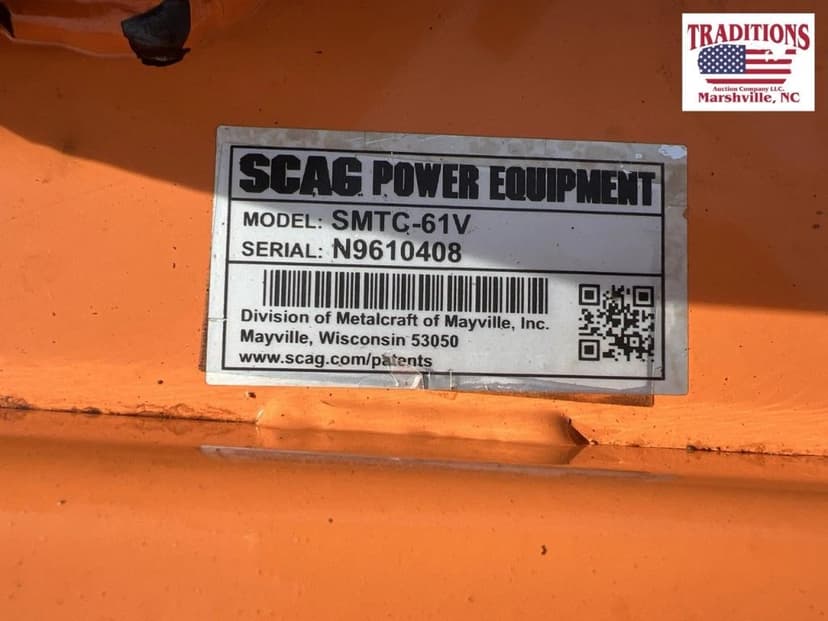 TRADITIONS
Auction Company LLC.
Marshville, NC
SCAG POWER EQUIPMENT
MODEL: SMTC-61V
SERIAL: N9610408
Division of Metalcraft of Mayville, Inc.
Mayville, Wisconsin 53050
www.scag.com/patents